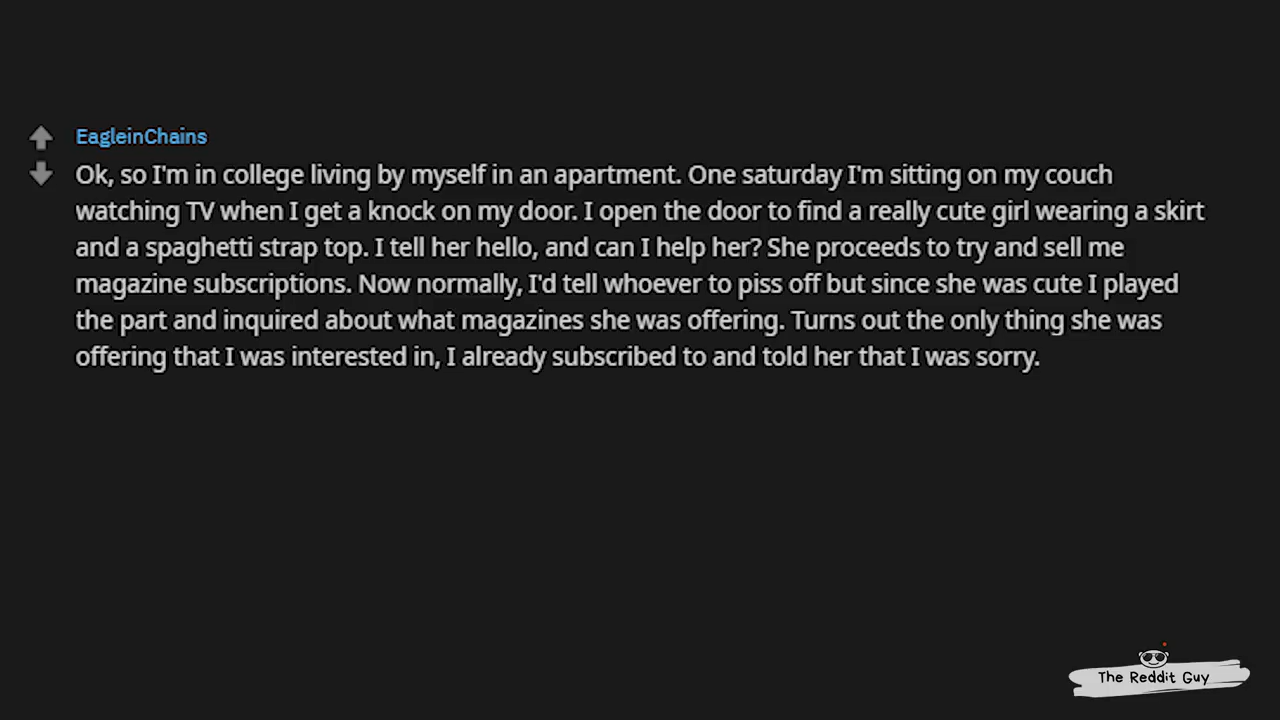 EagleinChains
Ok, so I'm in college living by myself in an apartment. One saturday I'm sitting on my couch
watching TV when I get a knock on my door. I open the door to find a really cute girl wearing a skirt
and a spaghetti strap top. I tell her hello, and can I help her? She proceeds to try and sell me
magazine subscriptions. Now normally, I'd tell whoever to piss off but since she was cute I played
the part and inquired about what magazines she was offering. Turns out the only thing she was
offering that I was interested in, I already subscribed to and told her that I was sorry.
The Reddit Guy